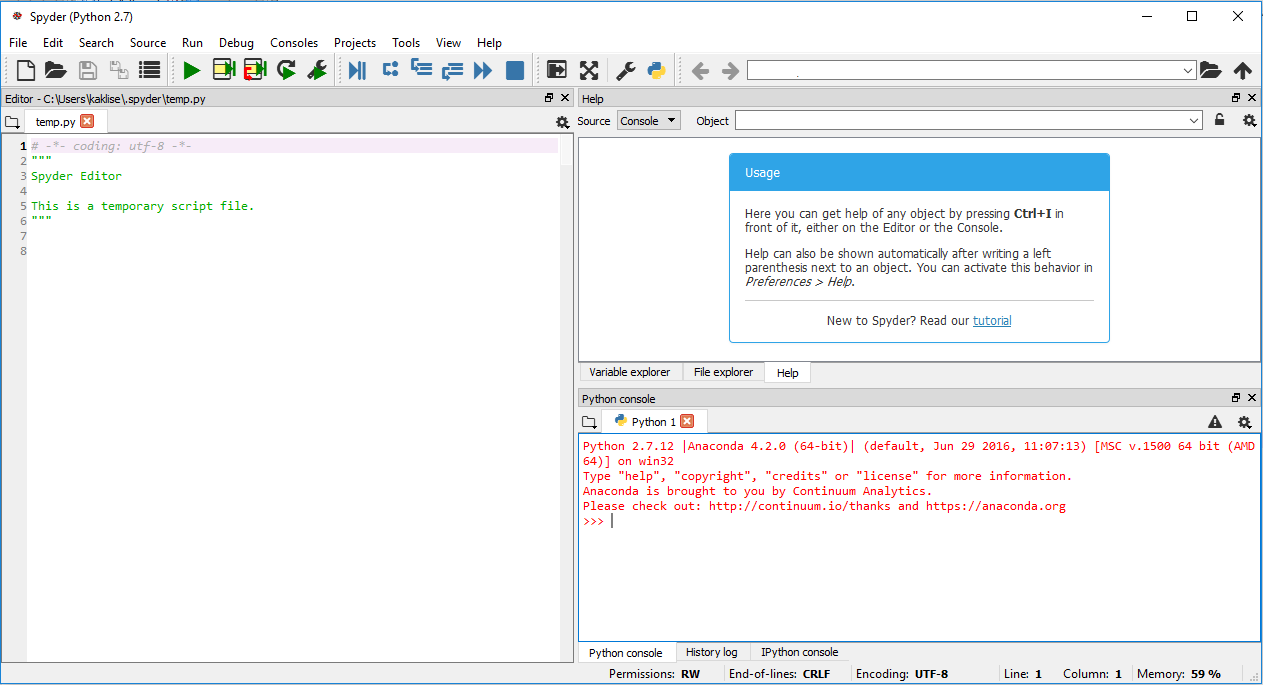 Spyder (Python 2.7)
File Edit Search Source Run Debug Consoles Projects Tools View Help
Editor - C:\Users\kaklise\.spyder\temp.py
temp.py
1 # -*- coding: utf-8 -*-
2 """
3 Spyder Editor
4
5 This is a temporary script file.
6 """
7
8
Help
Source Console Object
Usage
Here you can get help of any object by pressing Ctrl+I in
front of it, either on the Editor or the Console.
Help can also be shown automatically after writing a left
parenthesis next to an object. You can activate this behavior in
Preferences > Help.
New to Spyder? Read our tutorial
Variable explorer File explorer Help
Python console
Python 1
Python 2.7.12 |Anaconda 4.2.0 (64-bit)| (default, Jun 29 2016, 11:07:13) [MSC v.1500 64 bit (AMD
64)] on win32
Type "help", "copyright", "credits" or "license" for more information.
Anaconda is brought to you by Continuum Analytics.
Please check out: http://continuum.io/thanks and https://anaconda.org
>>>
Python console History log IPython console
Permissions: RW End-of-lines: CRLF Encoding: UTF-8 Line: 1 Column: 1 Memory: 59 %